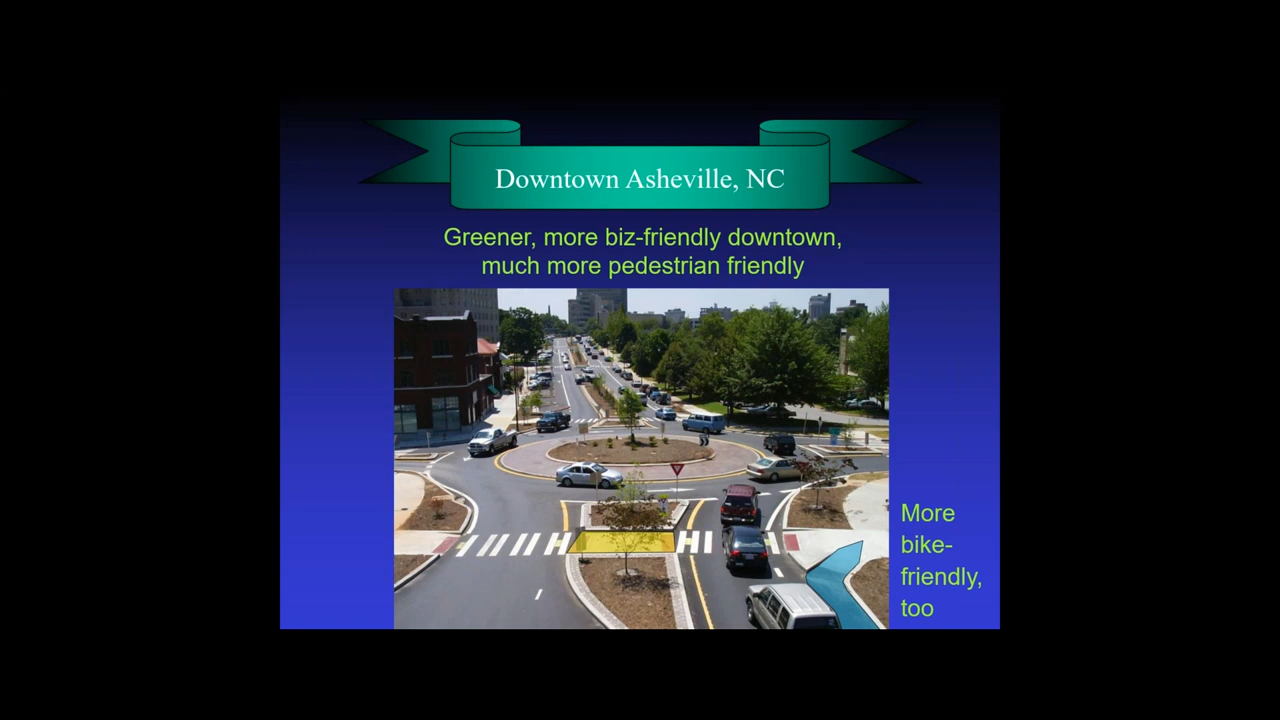 Downtown Asheville, NC
Greener, more biz-friendly downtown,
much more pedestrian friendly
More
bike-
friendly,
too